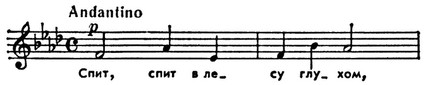 Andantino
p
Спит, спит в ле_ су глу_ хом,